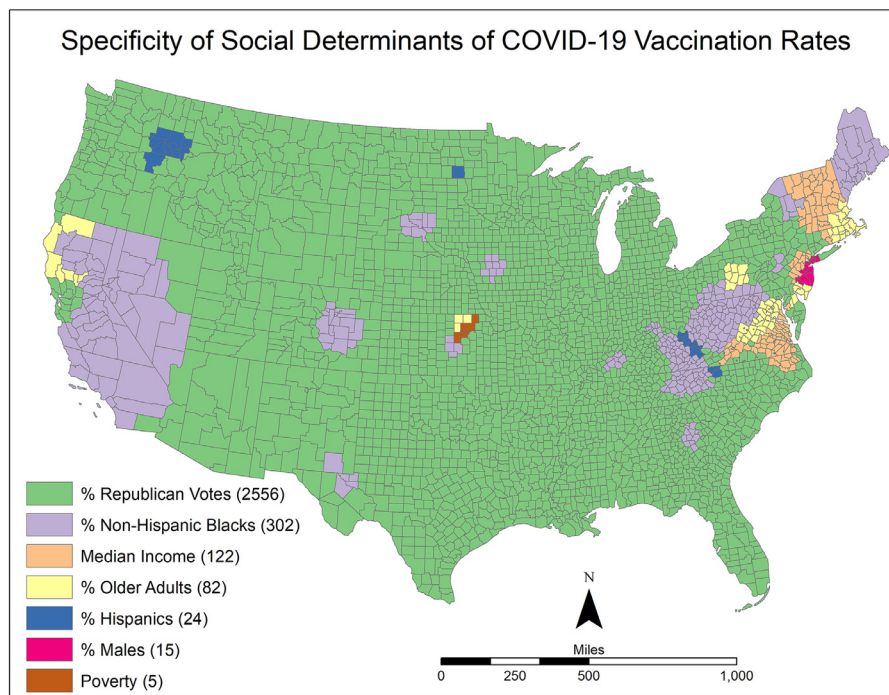 Specificity of Social Determinants of COVID-19 Vaccination Rates
% Republican Votes (2556)
% Non-Hispanic Blacks (302)
Median Income (122)
% Older Adults (82)
% Hispanics (24)
% Males (15)
Poverty (5)
N
Miles
0 250 500 1,000